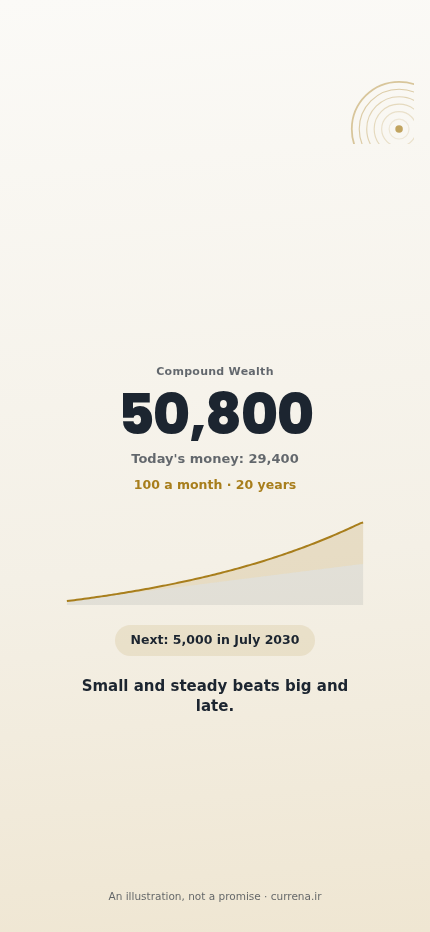 Compound Wealth
50,800
Today's money: 29,400
100 a month · 20 years
Next: 5,000 in July 2030
Small and steady beats big and
late.
An illustration, not a promise · currena.ir